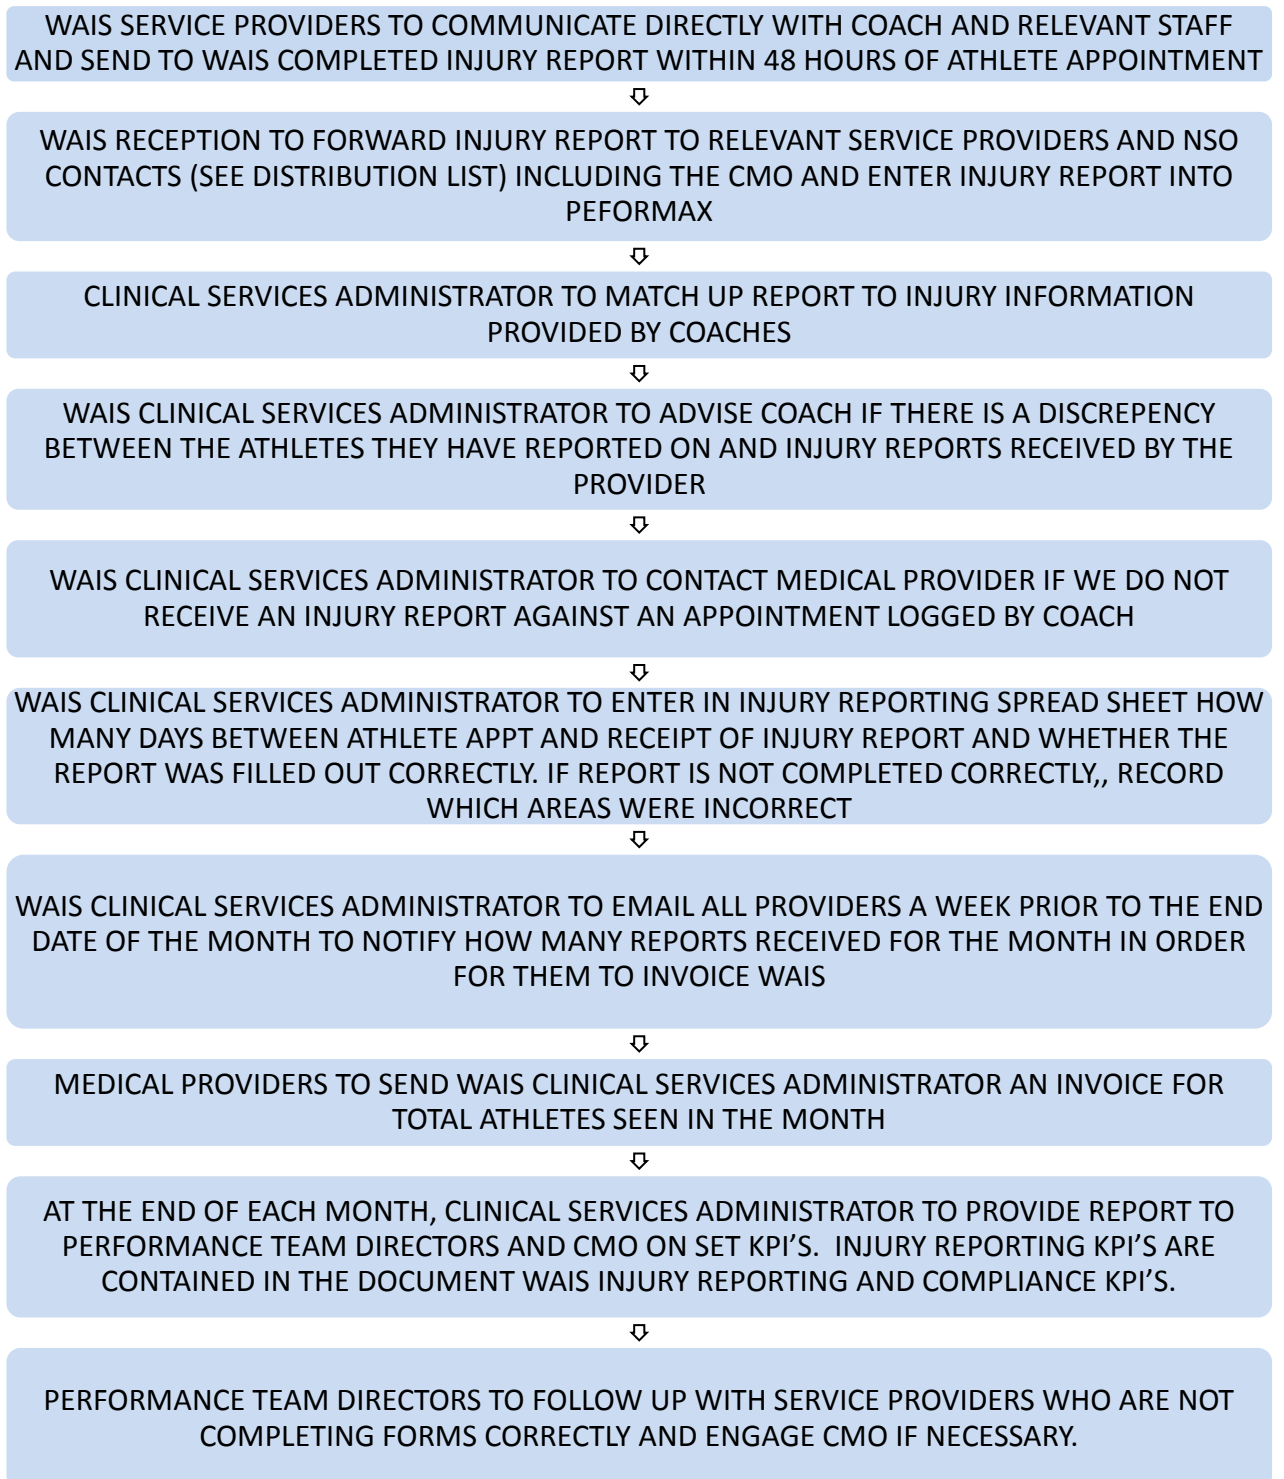 WAIS SERVICE PROVIDERS TO COMMUNICATE DIRECTLY WITH COACH AND RELEVANT STAFF
AND SEND TO WAIS COMPLETED INJURY REPORT WITHIN 48 HOURS OF ATHLETE APPOINTMENT
WAIS RECEPTION TO FORWARD INJURY REPORT TO RELEVANT SERVICE PROVIDERS AND NSO
CONTACTS (SEE DISTRIBUTION LIST) INCLUDING THE CMO AND ENTER INJURY REPORT INTO
PEFORMAX
CLINICAL SERVICES ADMINISTRATOR TO MATCH UP REPORT TO INJURY INFORMATION
PROVIDED BY COACHES
WAIS CLINICAL SERVICES ADMINISTRATOR TO ADVISE COACH IF THERE IS A DISCREPENCY
BETWEEN THE ATHLETES THEY HAVE REPORTED ON AND INJURY REPORTS RECEIVED BY THE
PROVIDER
WAIS CLINICAL SERVICES ADMINISTRATOR TO CONTACT MEDICAL PROVIDER IF WE DO NOT
RECEIVE AN INJURY REPORT AGAINST AN APPOINTMENT LOGGED BY COACH
WAIS CLINICAL SERVICES ADMINISTRATOR TO ENTER IN INJURY REPORTING SPREAD SHEET HOW
MANY DAYS BETWEEN ATHLETE APPT AND RECEIPT OF INJURY REPORT AND WHETHER THE
REPORT WAS FILLED OUT CORRECTLY. IF REPORT IS NOT COMPLETED CORRECTLY,, RECORD
WHICH AREAS WERE INCORRECT
WAIS CLINICAL SERVICES ADMINISTRATOR TO EMAIL ALL PROVIDERS A WEEK PRIOR TO THE END
DATE OF THE MONTH TO NOTIFY HOW MANY REPORTS RECEIVED FOR THE MONTH IN ORDER
FOR THEM TO INVOICE WAIS
MEDICAL PROVIDERS TO SEND WAIS CLINICAL SERVICES ADMINISTRATOR AN INVOICE FOR
TOTAL ATHLETES SEEN IN THE MONTH
AT THE END OF EACH MONTH, CLINICAL SERVICES ADMINISTRATOR TO PROVIDE REPORT TO
PERFORMANCE TEAM DIRECTORS AND CMO ON SET KPI’S. INJURY REPORTING KPI’S ARE
CONTAINED IN THE DOCUMENT WAIS INJURY REPORTING AND COMPLIANCE KPI’S.
PERFORMANCE TEAM DIRECTORS TO FOLLOW UP WITH SERVICE PROVIDERS WHO ARE NOT
COMPLETING FORMS CORRECTLY AND ENGAGE CMO IF NECESSARY.